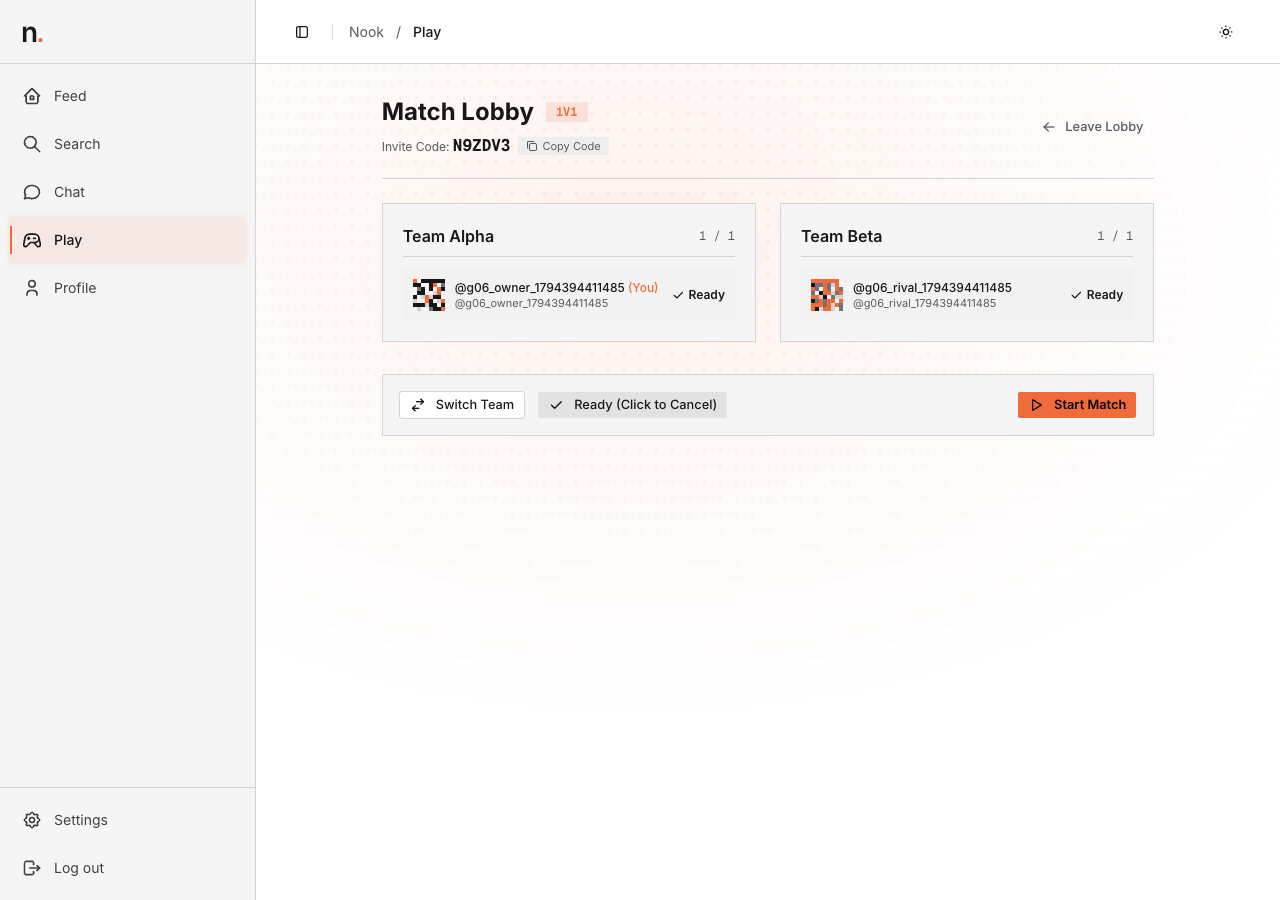 n.
Nook / Play
Feed
Search
Chat
Play
Profile
Settings
Log out
Match Lobby 1V1
Invite Code: N9ZDV3 Copy Code
Leave Lobby
Team Alpha 1 / 1
@g06_owner_1794394411485 (You)
@g06_owner_1794394411485
Ready
Team Beta 1 / 1
@g06_rival_1794394411485
@g06_rival_1794394411485
Ready
Switch Team
Ready (Click to Cancel)
Start Match